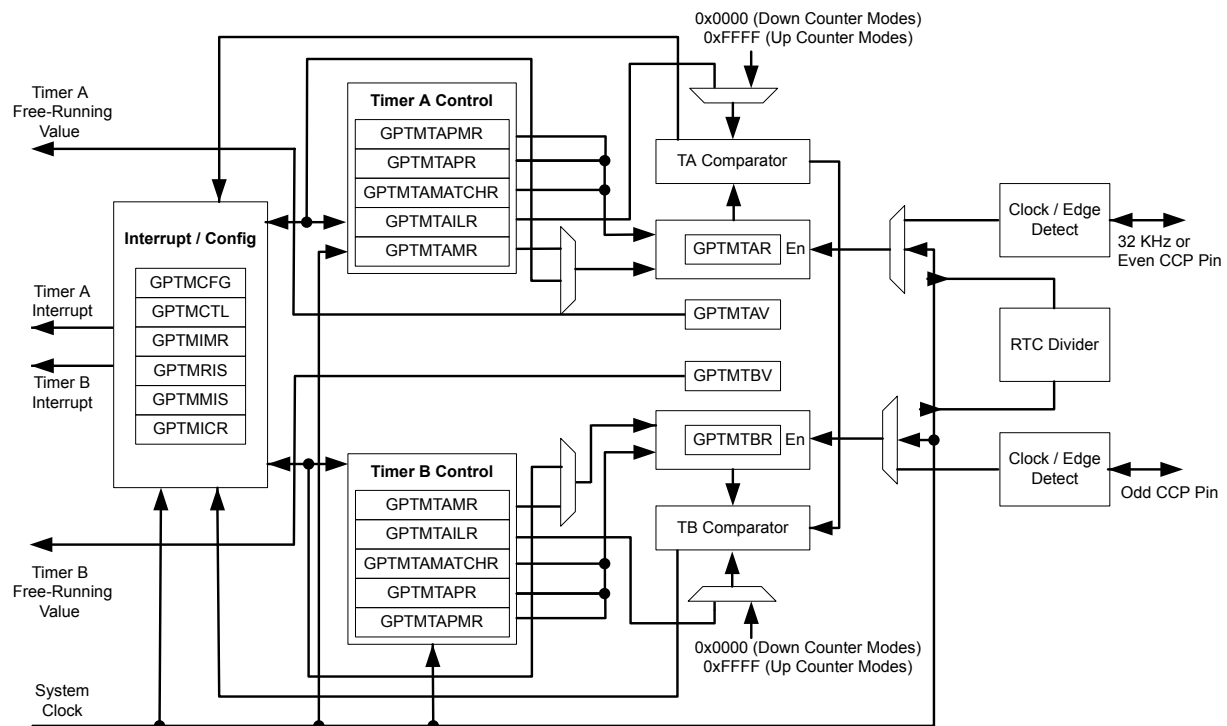 0x0000 (Down Counter Modes)
0xFFFF (Up Counter Modes)
Timer A
Free-Running
Value
Timer A Control
GPTMTAPMR
GPTMTAPR
GPTMTAMATCHR
GPTMTAILR
GPTMTAMR
TA Comparator
GPTMTAR
En
Clock / Edge
Detect
32 KHz or
Even CCP Pin
Interrupt / Config
GPTMCFG
GPTMCTL
GPTMIMR
GPTMRIS
GPTMMIS
GPTMICR
Timer A
Interrupt
Timer B
Interrupt
GPTMTAV
RTC Divider
GPTMTBV
GPTMTBR
En
Clock / Edge
Detect
Odd CCP Pin
Timer B Control
GPTMTAMR
GPTMTAILR
GPTMTAMATCHR
GPTMTAPR
GPTMTAPMR
TB Comparator
Timer B
Free-Running
Value
0x0000 (Down Counter Modes)
0xFFFF (Up Counter Modes)
System
Clock